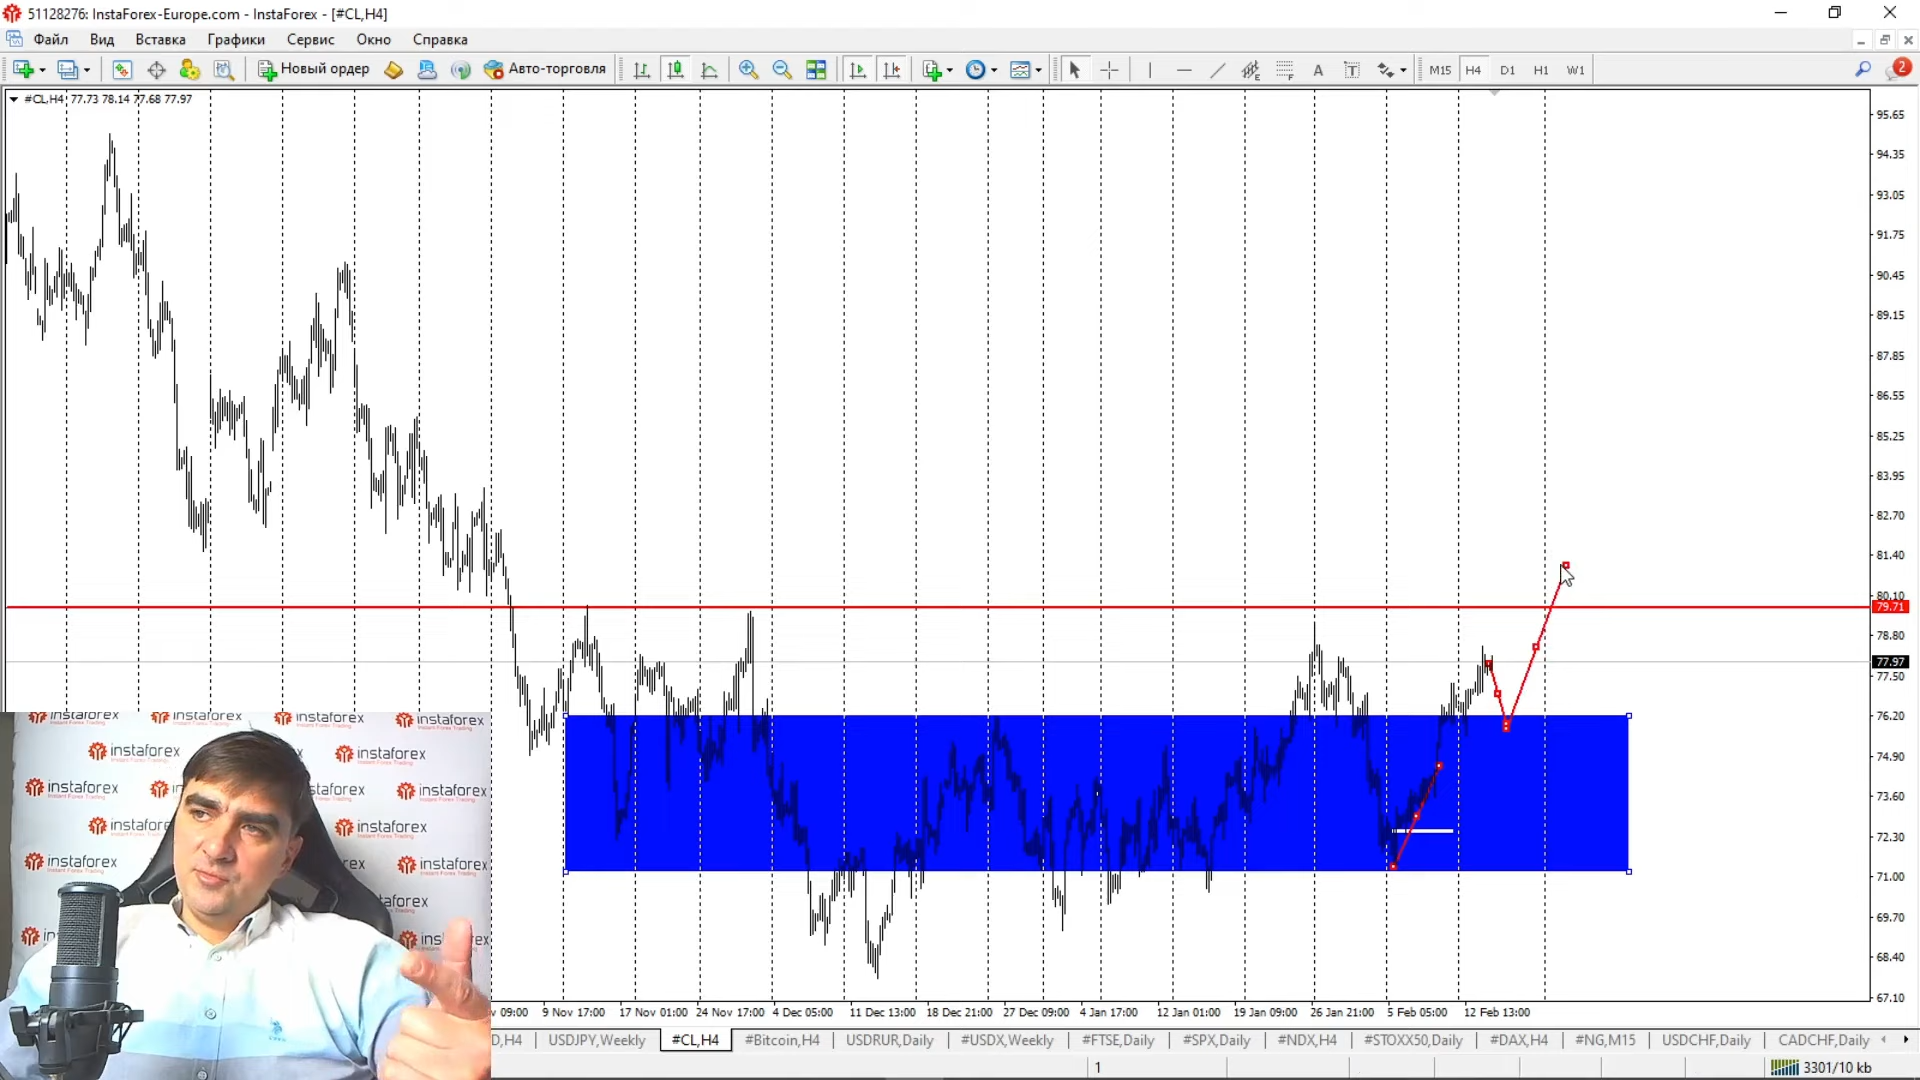 51128276: InstaForex-Europe.com - InstaForex - [#CL,H4]
Файл Вид Вставка Графики Сервис Окно Справка
Новый ордер Авто-торговля A T M15 H4 D1 H1 W1 2
#CL,H4 77.73 78.14 77.68 77.97
95.65
94.35
93.05
91.75
90.45
89.15
87.85
86.55
85.25
83.95
82.70
81.40
80.10
79.71
78.80
77.97
77.50
76.20
74.90
73.60
72.30
71.00
69.70
68.40
67.10
instaforex
instaforex
instaforex
instaforex
instaforex
instaforex
instaforex
instaforex
instaforex
instaforex
09:00 9 Nov 17:00 17 Nov 01:00 24 Nov 17:00 4 Dec 05:00 11 Dec 13:00 18 Dec 21:00 27 Dec 09:00 4 Jan 17:00 12 Jan 01:00 19 Jan 09:00 26 Jan 21:00 5 Feb 05:00 12 Feb 13:00
D,H4 USDJPY,Weekly #CL,H4 #Bitcoin,H4 USDRUR,Daily #USDX,Weekly #FTSE,Daily #SPX,Daily #NDX,H4 #STOXX50,Daily #DAX,H4 #NG,M15 USDCHF,Daily CADCHF,Daily
1 3301/10 kb